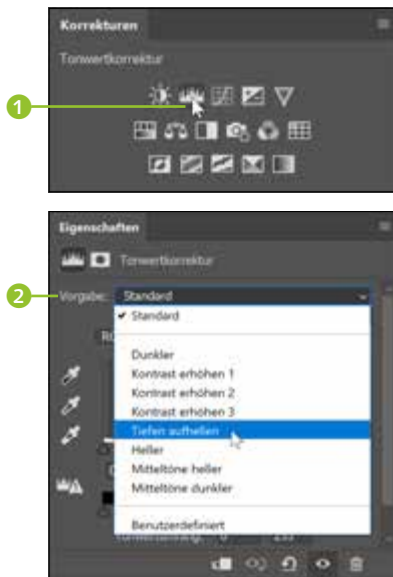 Korrekturen
Tonwertkorrektur
1
Eigenschaften
Tonwertkorrektur
2
Vorgabe: Standard
✔ Standard
Dunkler
Kontrast erhöhen 1
Kontrast erhöhen 2
Kontrast erhöhen 3
Tiefen aufhellen
Heller
Mitteltöne heller
Mitteltöne dunkler
Benutzerdefiniert